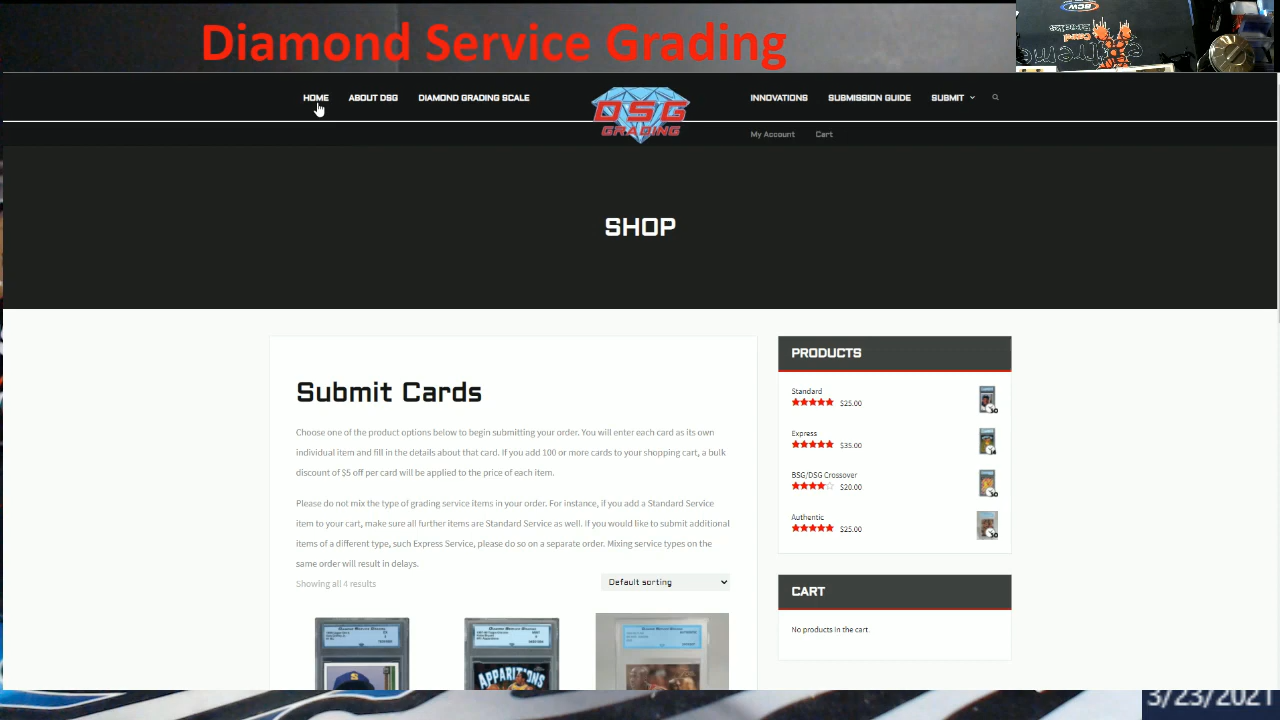 Diamond Service Grading
BCW
HOME ABOUT DSG DIAMOND GRADING SCALE
DSG
GRADING
INNOVATIONS SUBMISSION GUIDE SUBMIT
My Account Cart
SHOP
Submit Cards
Choose one of the product options below to begin submitting your order. You will enter each card as its own
individual item and fill in the details about that card. If you add 100 or more cards to your shopping cart, a bulk
discount of $5 off per card will be applied to the price of each item.
Please do not mix the type of grading service items in your order. For instance, if you add a Standard Service
item to your cart, make sure all further items are Standard Service as well. If you would like to submit additional
items of a different type, such Express Service, please do so on a separate order. Mixing service types on the
same order will result in delays.
Showing all 4 results
Default sorting
APPARITIONS
PRODUCTS
Standard
$25.00
Express
$35.00
BSG/DSG Crossover
$20.00
Authentic
$25.00
CART
No products in the cart.
3/23/2021